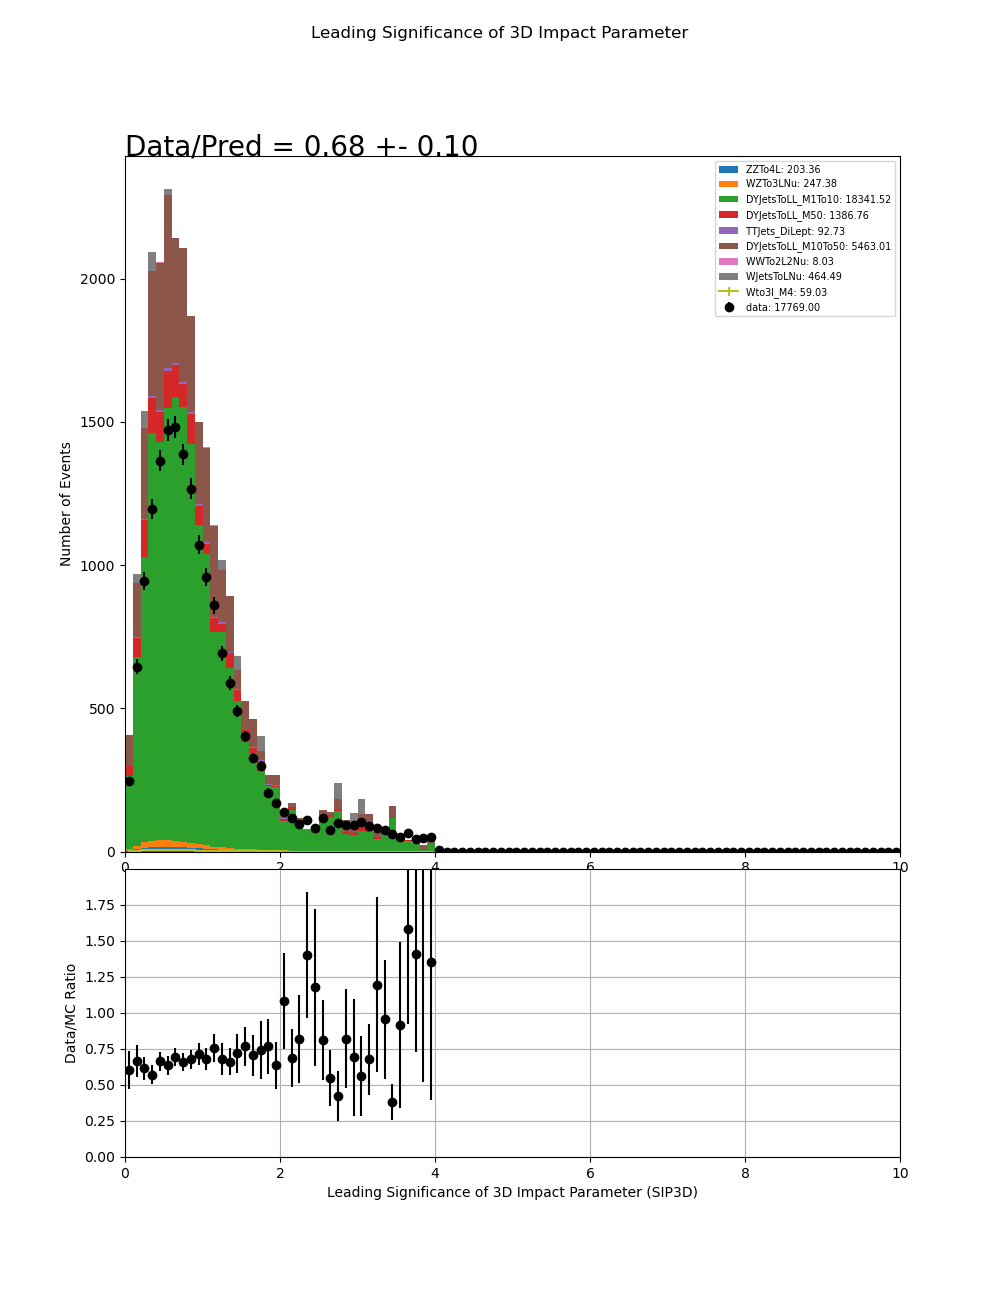 Leading Significance of 3D Impact Parameter
Data/Pred = 0.68 +- 0.10
ZZTo4L: 203.36
WZTo3LNu: 247.38
DYJetsToLL_M1To10: 18341.52
DYJetsToLL_M50: 1386.76
TTJets_DiLept: 92.73
DYJetsToLL_M10To50: 5463.01
WWTo2L2Nu: 8.03
WJetsToLNu: 464.49
Wto3l_M4: 59.03
data: 17769.00
Number of Events
2000
1500
1000
500
0
0 2 4 6 8 10
Data/MC Ratio
1.75
1.50
1.25
1.00
0.75
0.50
0.25
0.00
0 2 4 6 8 10
Leading Significance of 3D Impact Parameter (SIP3D)